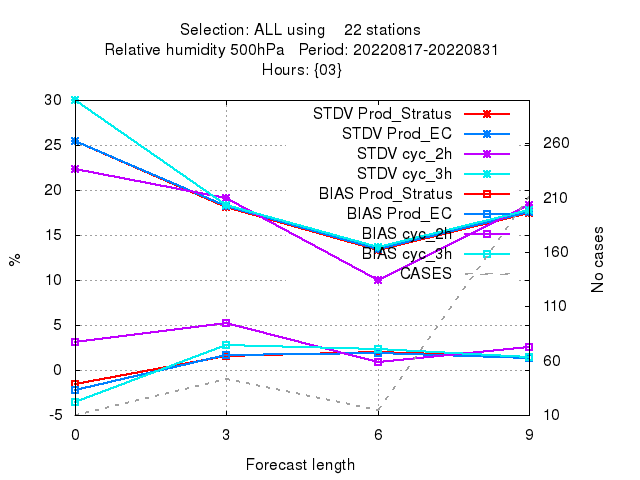 Selection: ALL using 22 stations
Relative humidity 500hPa Period: 20220817-20220831
Hours: {03}
30
25
20
15
10
5
0
-5
%
STDV Prod_Stratus
STDV Prod_EC
STDV cyc_2h
STDV cyc_3h
BIAS Prod_Stratus
BIAS Prod_EC
BIAS cyc_2h
BIAS cyc_3h
CASES
260
210
160
110
60
10
No cases
0 3 6 9
Forecast length